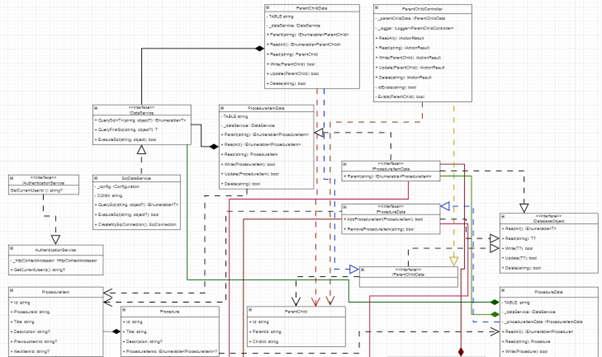 ParentChildData
- TABLE string
- _dataService: IDataService
+ Parent(string): IEnumerable<ParentChild>
+ ReadAll(): IEnumerable<ParentChild>
+ Read(string): ParentChild
+ Write(ParentChild): bool
+ Update(ParentChild): bool
+ Delete(string): bool
ParentChildController
- _parentChildData: IParentChildData
- _logger: ILogger<ParentChildController>
+ ReadAll(): IActionResult
+ Read(string): IActionResult
+ Write(ParentChild): IActionResult
+ Update(ParentChild): IActionResult
+ Delete(string): IActionResult
- Exists(ParentChild): bool
<<Interface>>
IDataService
+ QuerySql<T>(string, object?): IEnumerable<T>
+ QueryFirstSql(string, object?): T
+ ExecuteSql(string, object): bool
ProcedureItemData
- TABLE: string
- _dataService: IDataService
+ Parent(string): IEnumerable<ProcedureItem>
+ ReadAll(): IEnumerable<ProcedureItem>
+ Read(string): ProcedureItem
+ Write(ProcedureItem): bool
+ Update(ProcedureItem): bool
+ Delete(string): bool
<<Interface>>
IAuthenticationService
GetCurrentUser(): string?
SqlDataService
- _config: IConfiguration
- CONN: string
+ QuerySql(string, object?): IEnumerable<T>
+ ExecuteSql(string, object?): bool
+ CreateMySqlConnection(): SqlConnection
<<Interface>>
IProcedureItemData
+ Parent(string): IEnumerable<ProcedureItem>
<<Interface>>
IProcedureData
+ AddProcedureItem(ProcedureItem): bool
+ RemoveProcedureItem(string): bool
<<Interface>>
IDatabaseObject
+ ReadAll(): IEnumerable<T?>
+ Read(string): T?
+ Write(T?): bool
+ Update(T?): bool
+ Delete(string): bool
AuthenticationService
- _httpContextAccessor: IHttpContextAccessor
+ GetCurrentUser(): string?
<<Interface>>
IParentChildData
ProcedureItem
+ Id: string
+ ProcedureId: string
+ Title: string
+ Description: string?
+ PreviousItemId: string?
+ NextItemId: string?
Procedure
+ Id: string
+ Title: string
+ Description: string?
+ ProcedureItems: IEnumerable<ProcedureItem>
ParentChild
+ Id: string
+ ParentId: string
+ ChildId: string
ProcedureData
- TABLE: string
- _dataService: IDataService
- _procedureItemData: IProcedureItemData
+ ReadAll(): IEnumerable<Procedure>
+ Read(string): Procedure
+ Write(Procedure): bool